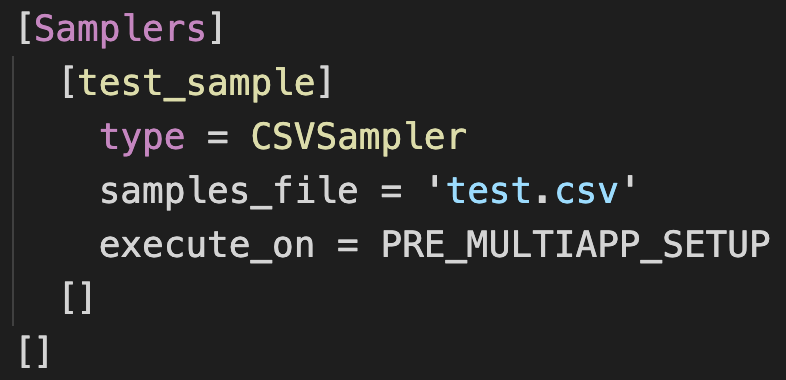 [Samplers]
[test_sample]
type = CSVSampler
samples_file = 'test.csv'
execute_on = PRE_MULTIAPP_SETUP
[]
[]